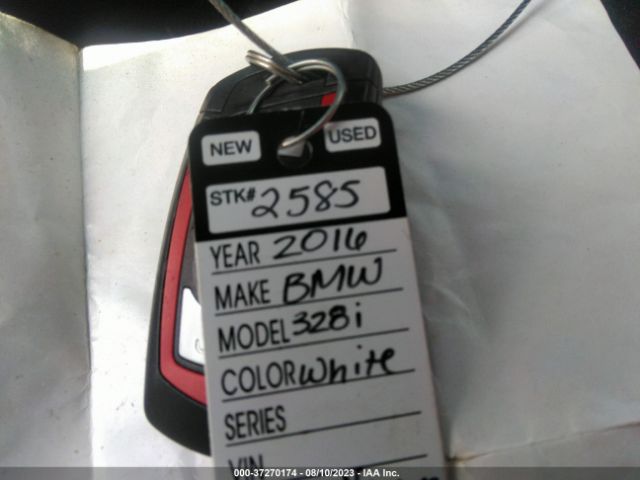 NEW USED
STK# 2585
YEAR 2016
MAKE BMW
MODEL 328i
COLOR white
SERIES
VIN
000-37270174 - 08/10/2023 - IAA Inc.